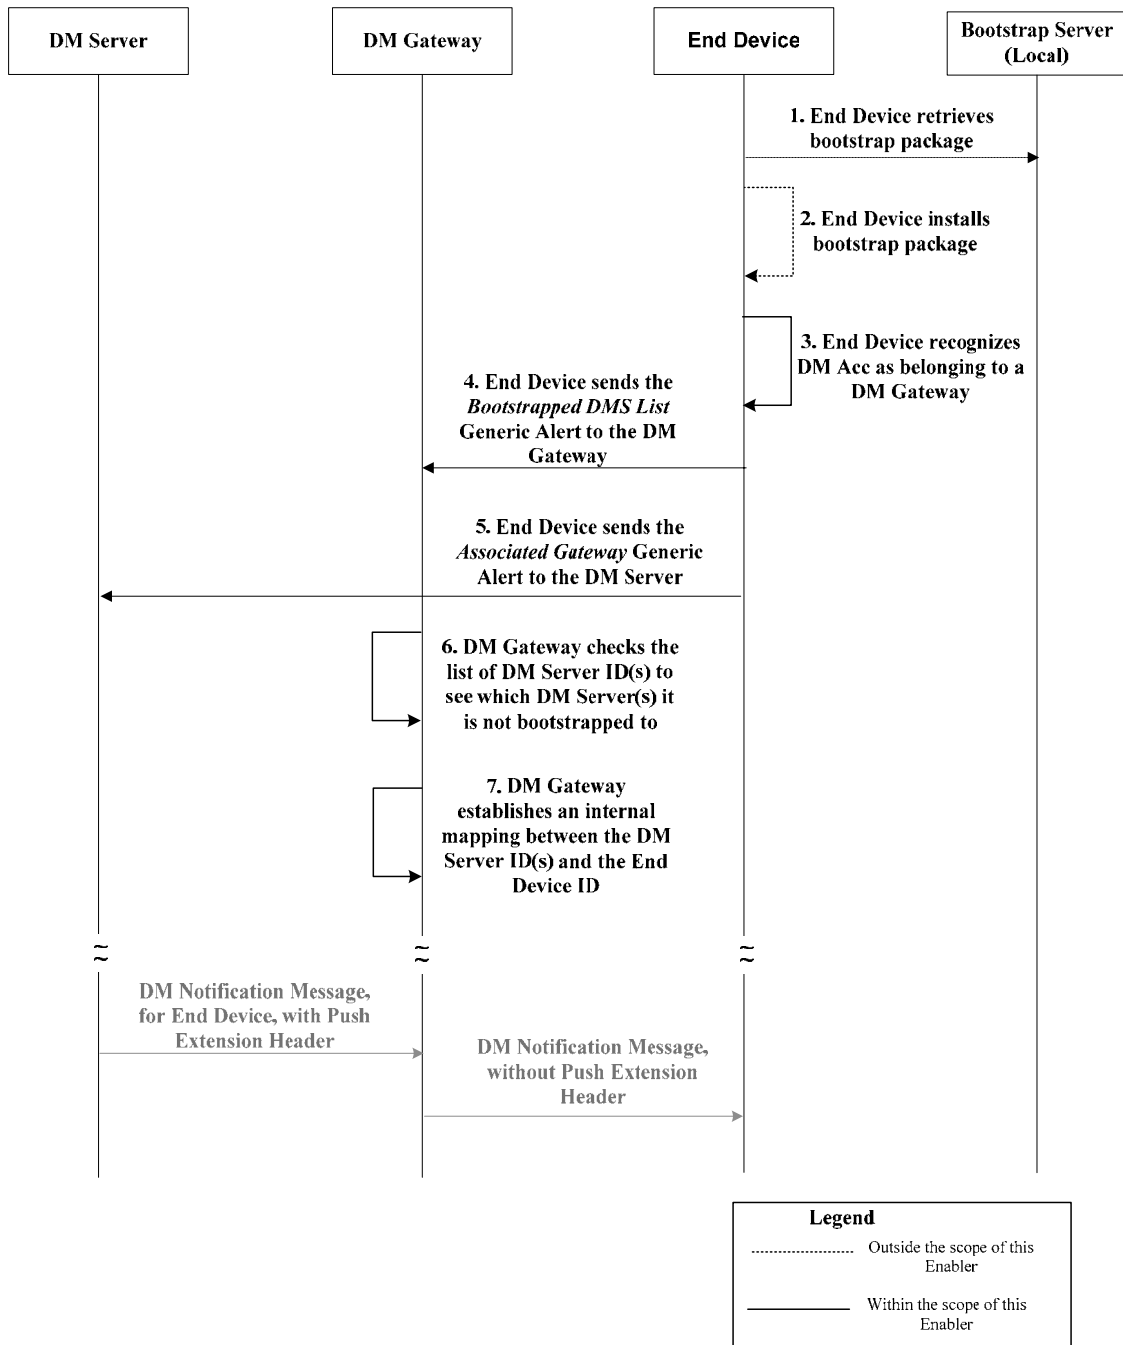 DM Server
DM Gateway
End Device
Bootstrap Server
(Local)
1. End Device retrieves
bootstrap package
2. End Device installs
bootstrap package
3. End Device recognizes
DM Acc as belonging to a
DM Gateway
4. End Device sends the
Bootstrapped DMS List
Generic Alert to the DM
Gateway
5. End Device sends the
Associated Gateway Generic
Alert to the DM Server
6. DM Gateway checks the
list of DM Server ID(s) to
see which DM Server(s) it
is not bootstrapped to
7. DM Gateway
establishes an internal
mapping between the DM
Server ID(s) and the End
Device ID
DM Notification Message,
for End Device, with Push
Extension Header
DM Notification Message,
without Push Extension
Header
Legend
Outside the scope of this
Enabler
Within the scope of this
Enabler